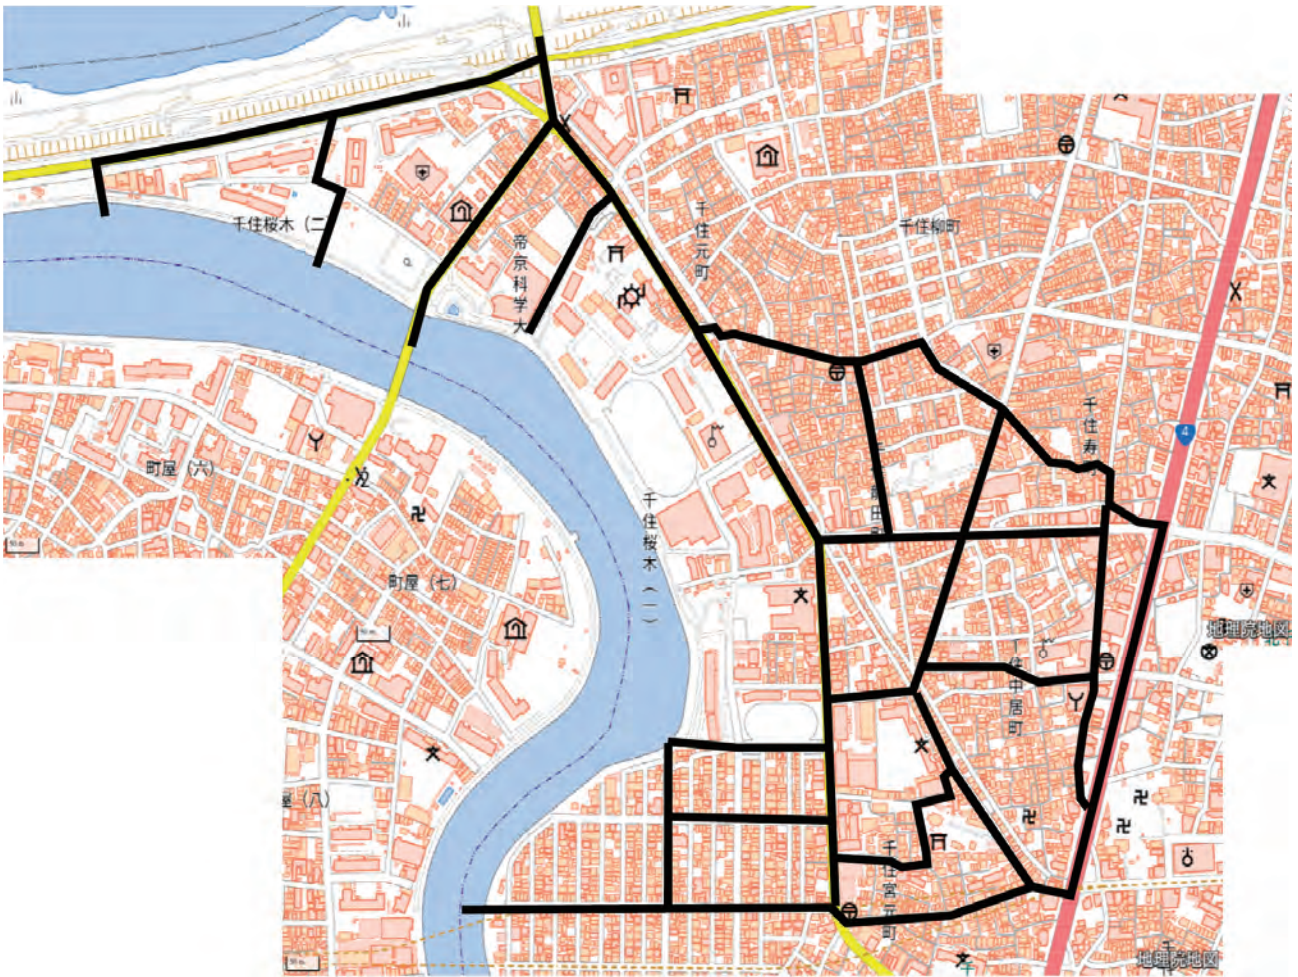 千住桜木（二
帝京科学大
千住元町
千住柳町
千住寿
4
町屋（六）
千住桜木（一）
町屋（七）
地理院地図
住中居町
屋（八）
千住宮元町
地理院地図